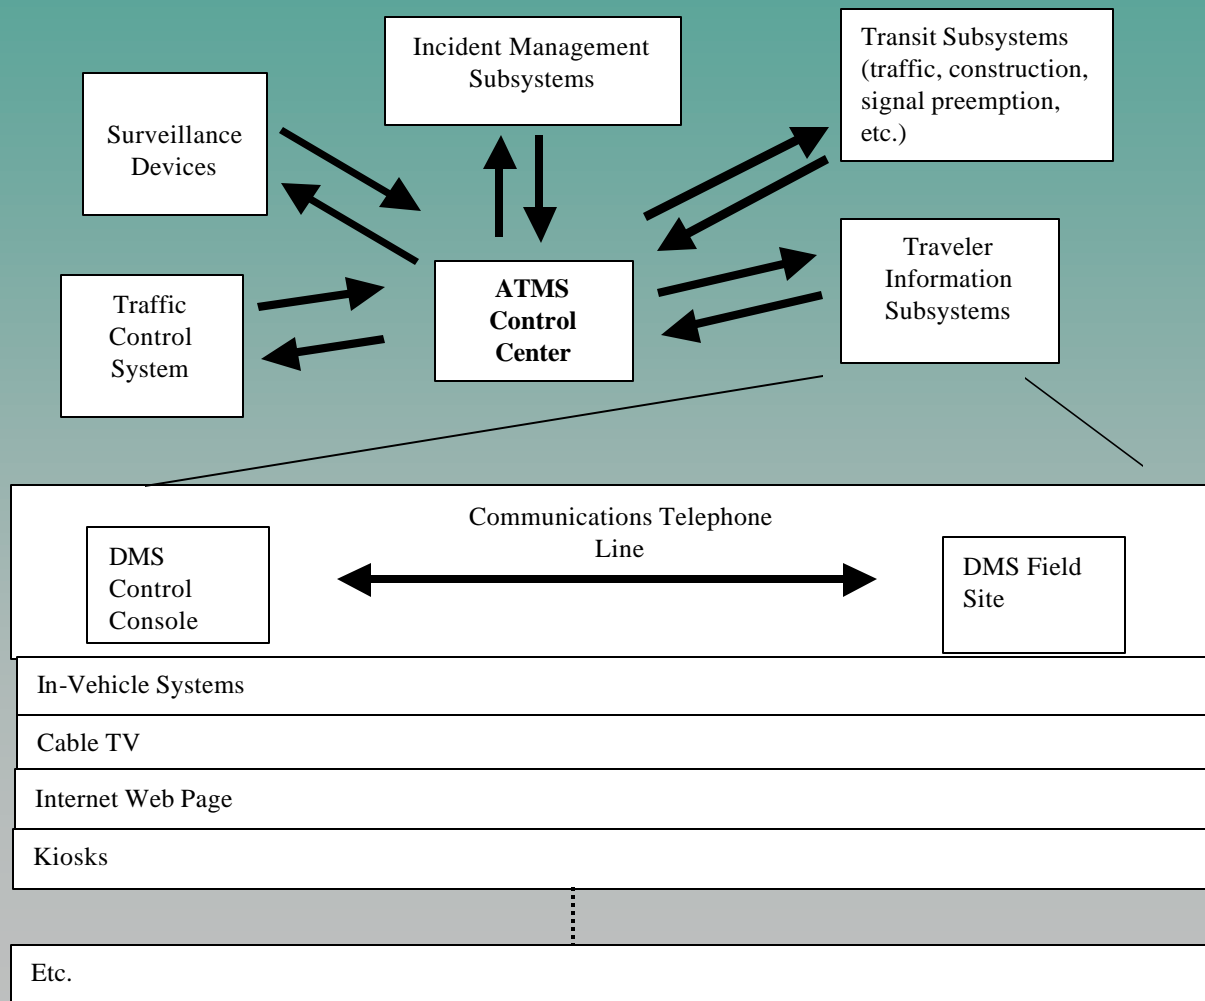 Incident Management
Subsystems
Transit Subsystems
(traffic, construction,
signal preemption,
etc.)
Surveillance
Devices
Traffic
Control
System
ATMS
Control
Center
Traveler
Information
Subsystems
Communications Telephone
Line
DMS
Control
Console
DMS Field
Site
In-Vehicle Systems
Cable TV
Internet Web Page
Kiosks
Etc.